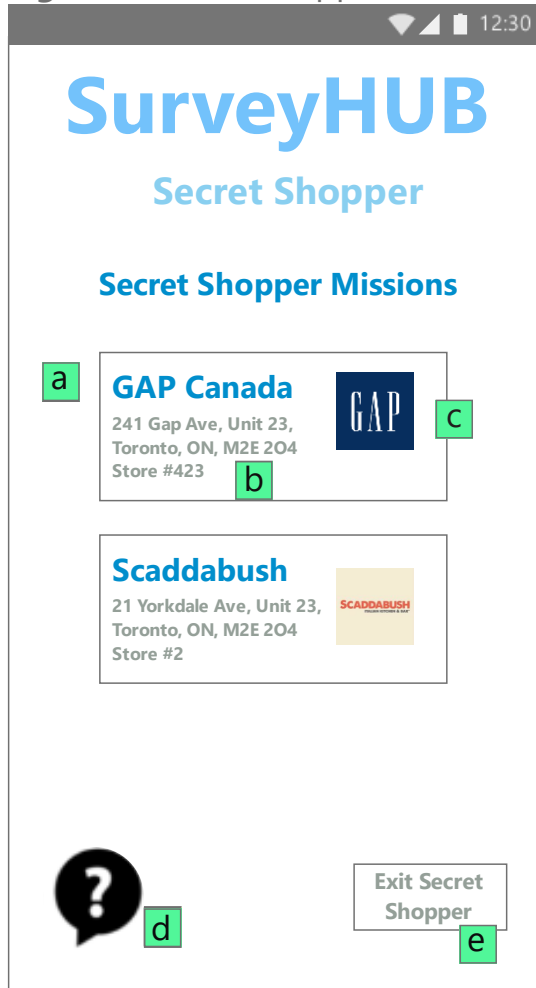 12:30
SurveyHUB
Secret Shopper
Secret Shopper Missions
a
GAP Canada
GAP
c
241 Gap Ave, Unit 23,
Toronto, ON, M2E 2O4
Store #423
b
Scaddabush
21 Yorkdale Ave, Unit 23,
Toronto, ON, M2E 2O4
Store #2
SCADDABUSH
?
d
Exit Secret
Shopper
e